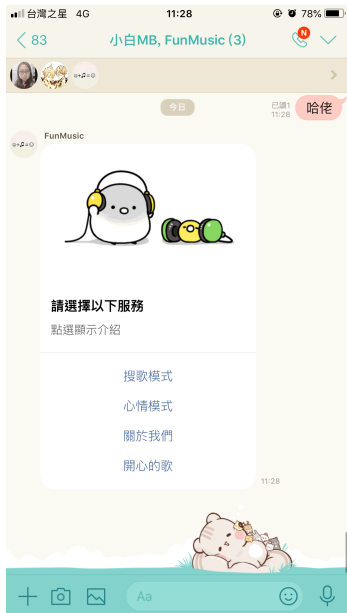 台灣之星 4G 11:28 78%
83 小白MB, FunMusic (3) N
今日
已讀1
11:28
哈佬
FunMusic
請選擇以下服務
點選顯示介紹
搜歌模式
心情模式
關於我們
開心的歌
11:28
Aa